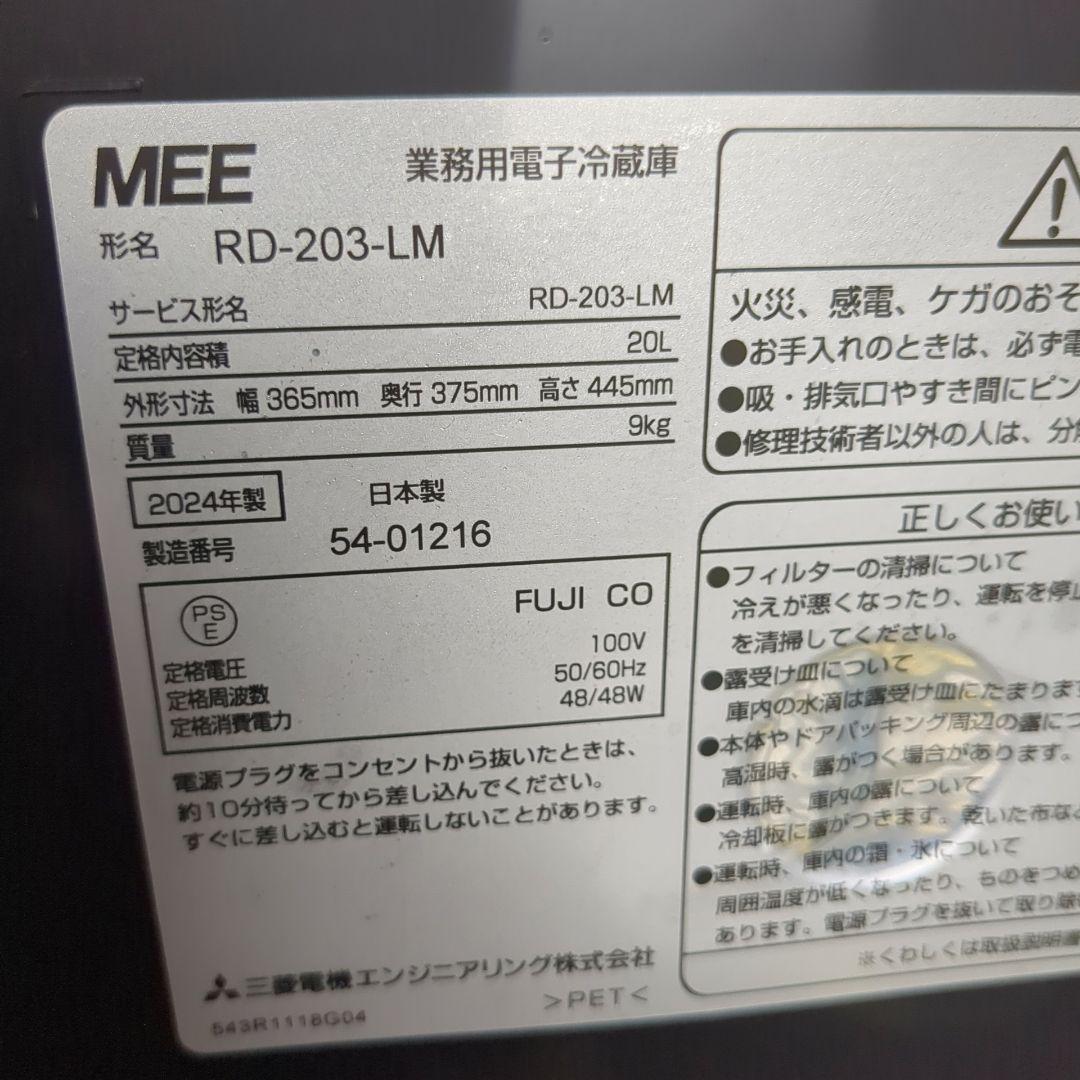 MEE 業務用電子冷蔵庫
形名 RD-203-LM
サービス形名 RD-203-LM
定格内容積 20L
外形寸法 幅 365mm 奥行 375mm 高さ 445mm
質量 9kg
2024年製 日本製
製造番号 54-01216
PSE FUJI CO
定格電圧 100V
定格周波数 50/60Hz
定格消費電力 48/48W
電源プラグをコンセントから抜いたときは、
約10分待ってから差し込んでください。
すぐに差し込むと運転しないことがあります。
三菱電機エンジニアリング株式会社
>PET<
543R1118G04
火災、感電、ケガのおそ
●お手入れのときは、必ず電
●吸・排気口やすき間にピン
●修理技術者以外の人は、分解
正しくお使い
●フィルターの清掃について
冷えが悪くなったり、運転を停止
を清掃してください。
●露受け皿について
庫内の水滴は露受け皿にたまります
●本体やドアパッキング周辺の露につ
高湿時、露がつく場合があります。
●運転時、庫内の露について
冷却板に露がつきます。乾いた布な
●運転時、庫内の霜・氷について
周囲温度が低くなったり、ものをつめ
あります。電源プラグを抜いて取り除
※くわしくは取扱説明書